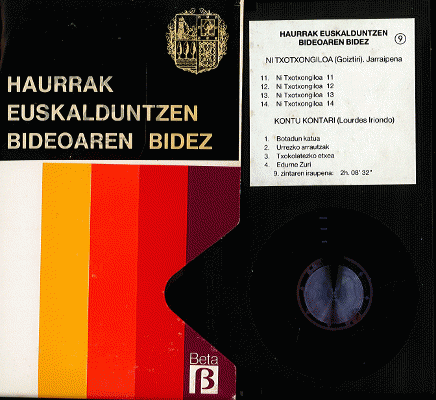 HAURRAK
EUSKALDUNTZEN
BIDEOAREN BIDEZ
Beta
β
HAURRAK EUSKALDUNTZEN
BIDEOAREN BIDEZ
9
NI TXOTXONGILOA (Goiztiri), Jarraipena
11. Ni Txotxongiloa 11
12. Ni Txotxongiloa 12
13. Ni Txotxongiloa 13
14. Ni Txotxongiloa 14
KONTU KONTARI (Lourdes Iriondo)
1. Botadun katua
2. Urrezko arrautzak
3. Txokolatezko etxea
4. Edurne Zuri
9. zintaren iraupena: 2h. 08' 32"